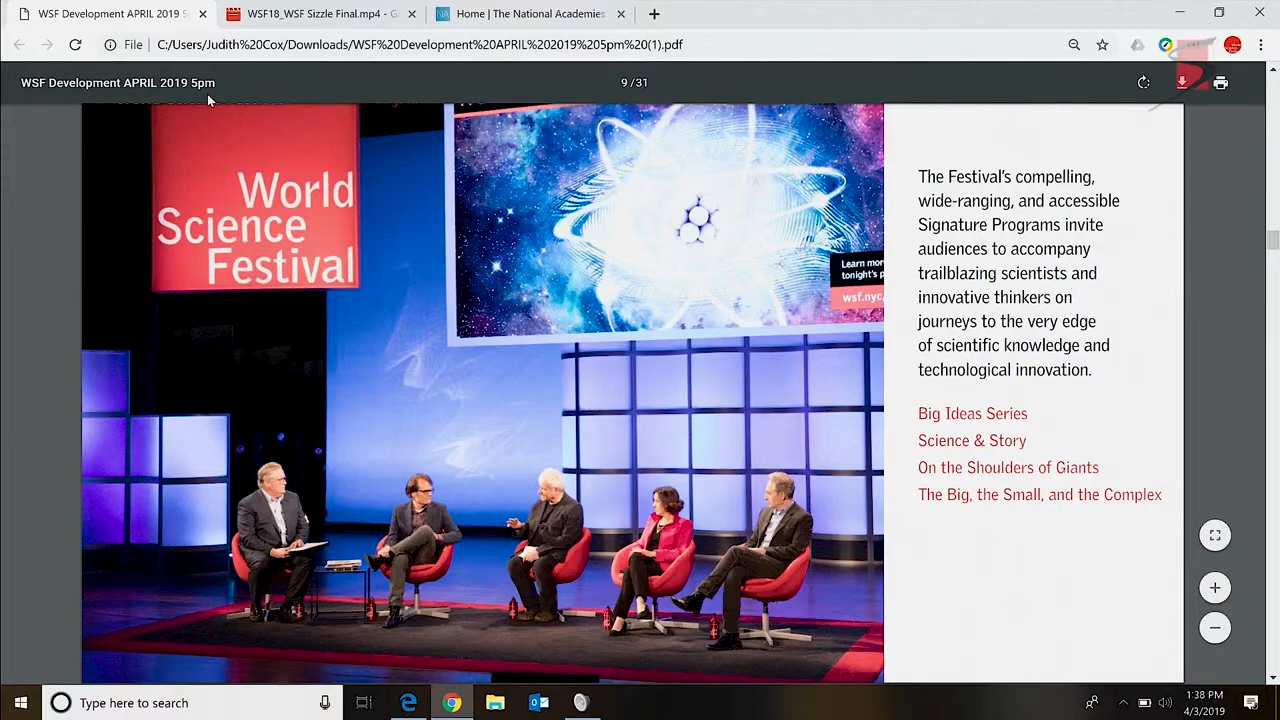 WSF Development APRIL 2019 5
WSF18_WSF Sizzle Final.mp4 - G
Home | The National Academies
File
C:/Users/Judith%20Cox/Downloads/WSF%20Development%20APRIL%202019%205pm%20(1).pdf
WSF Development APRIL 2019 5pm
9 / 31
World
Science
Festival
Learn mor
tonight's p
wsf.nyc/
The Festival's compelling,
wide-ranging, and accessible
Signature Programs invite
audiences to accompany
trailblazing scientists and
innovative thinkers on
journeys to the very edge
of scientific knowledge and
technological innovation.
Big Ideas Series
Science & Story
On the Shoulders of Giants
The Big, the Small, and the Complex
Type here to search
1:38 PM
4/3/2019